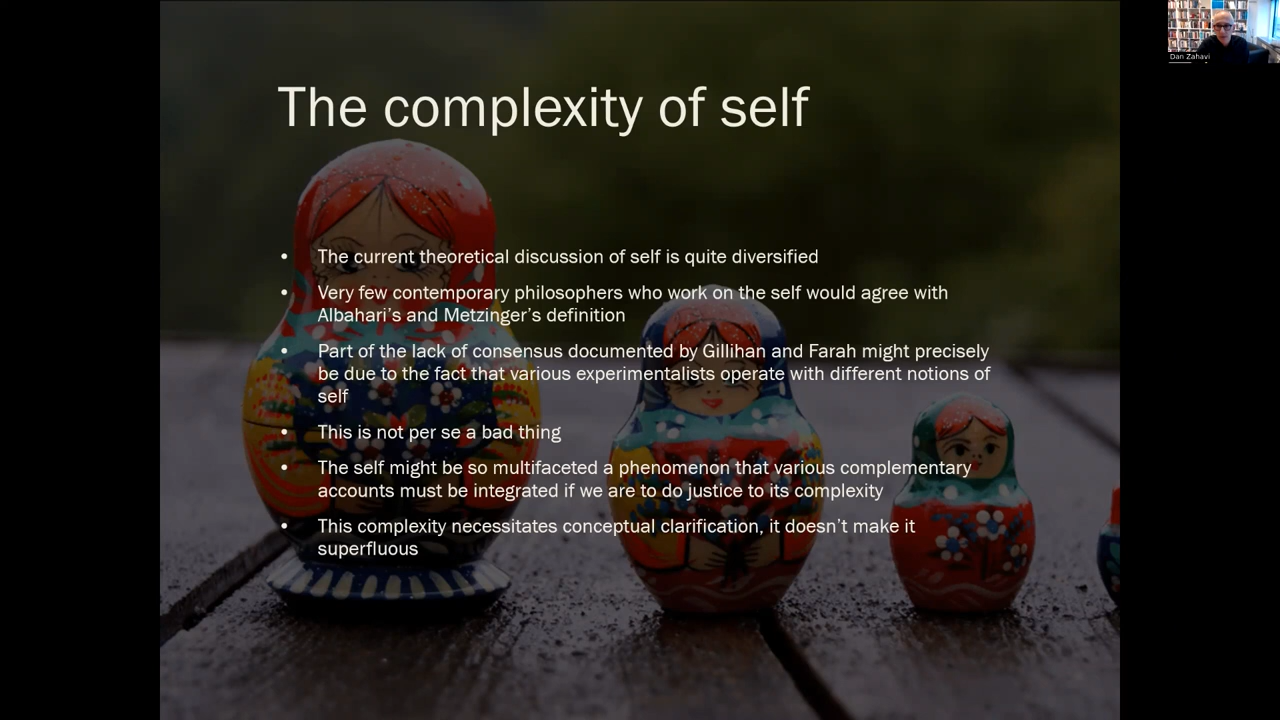 Dan Zahavi
The complexity of self
• The current theoretical discussion of self is quite diversified
• Very few contemporary philosophers who work on the self would agree with
Albahari’s and Metzinger’s definition
• Part of the lack of consensus documented by Gillihan and Farah might precisely
be due to the fact that various experimentalists operate with different notions of
self
• This is not per se a bad thing
• The self might be so multifaceted a phenomenon that various complementary
accounts must be integrated if we are to do justice to its complexity
• This complexity necessitates conceptual clarification, it doesn’t make it
superfluous